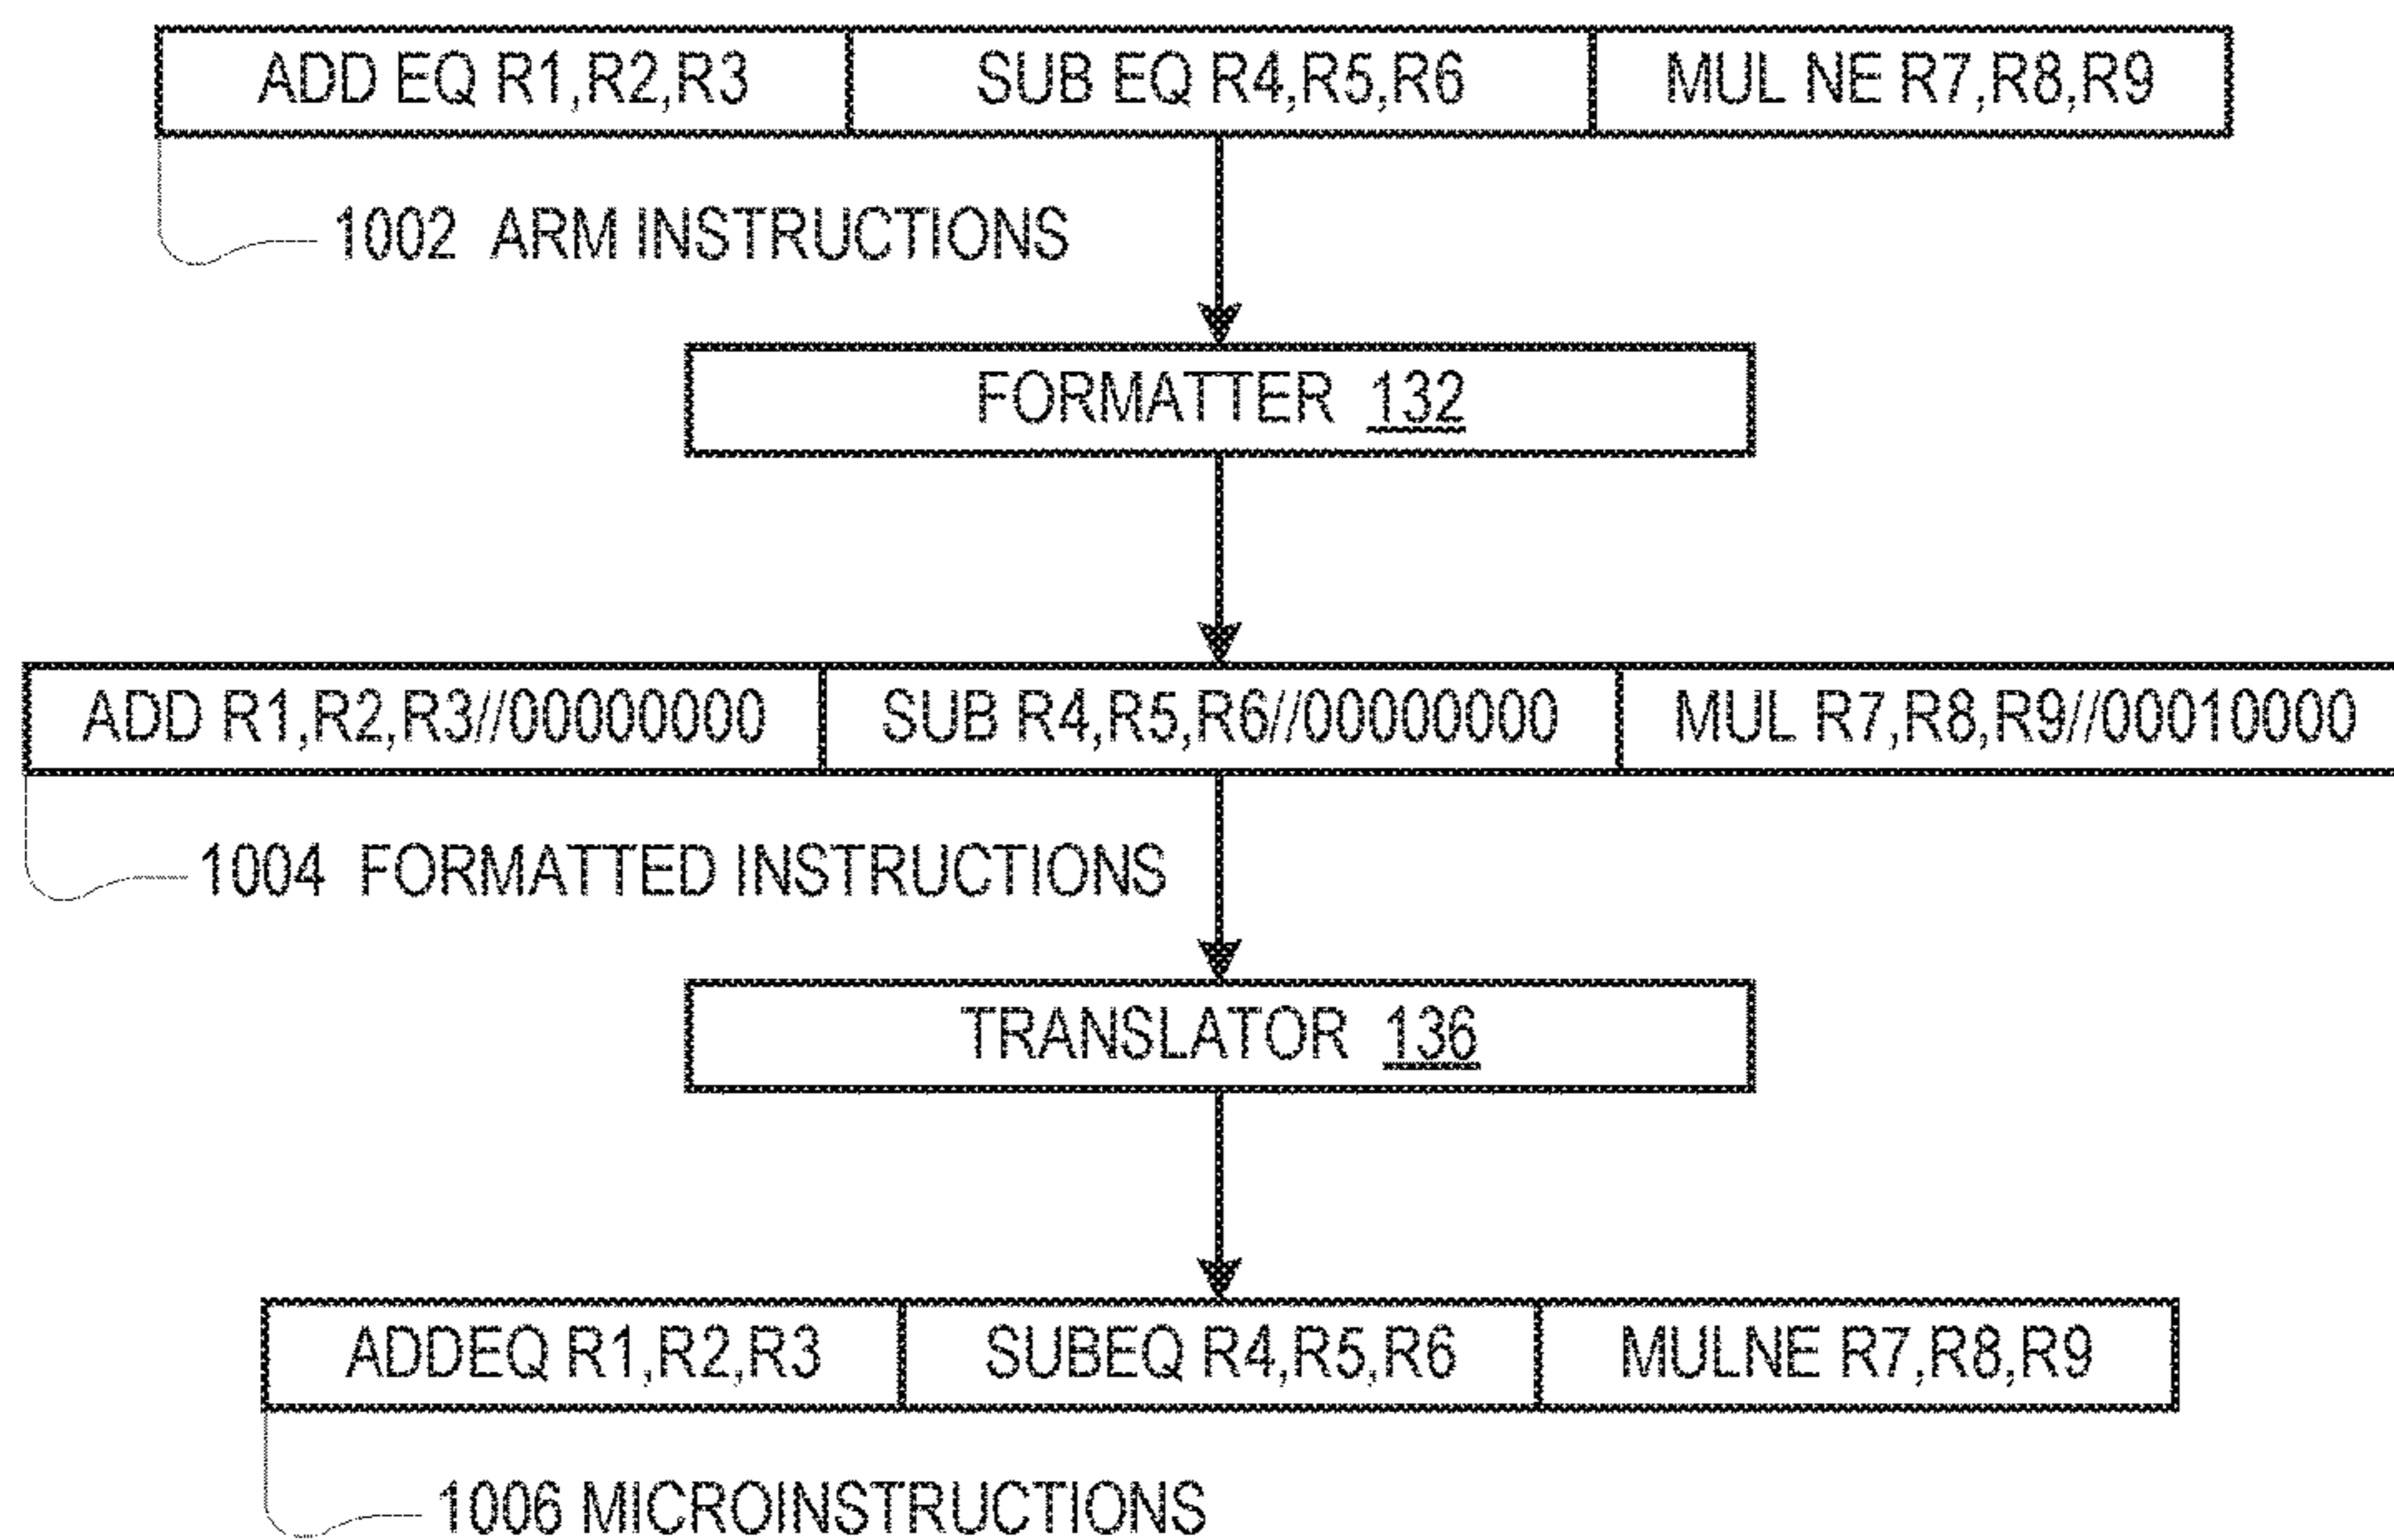 ADD EQ R1,R2,R3 SUB EQ R4,R5,R6 MUL NE R7,R8,R9
1002 ARM INSTRUCTIONS
FORMATTER 132
ADD R1,R2,R3//00000000 SUB R4,R5,R6//00000000 MUL R7,R8,R9//00010000
1004 FORMATTED INSTRUCTIONS
TRANSLATOR 136
ADDEQ R1,R2,R3 SUBEQ R4,R5,R6 MULNE R7,R8,R9
1006 MICROINSTRUCTIONS